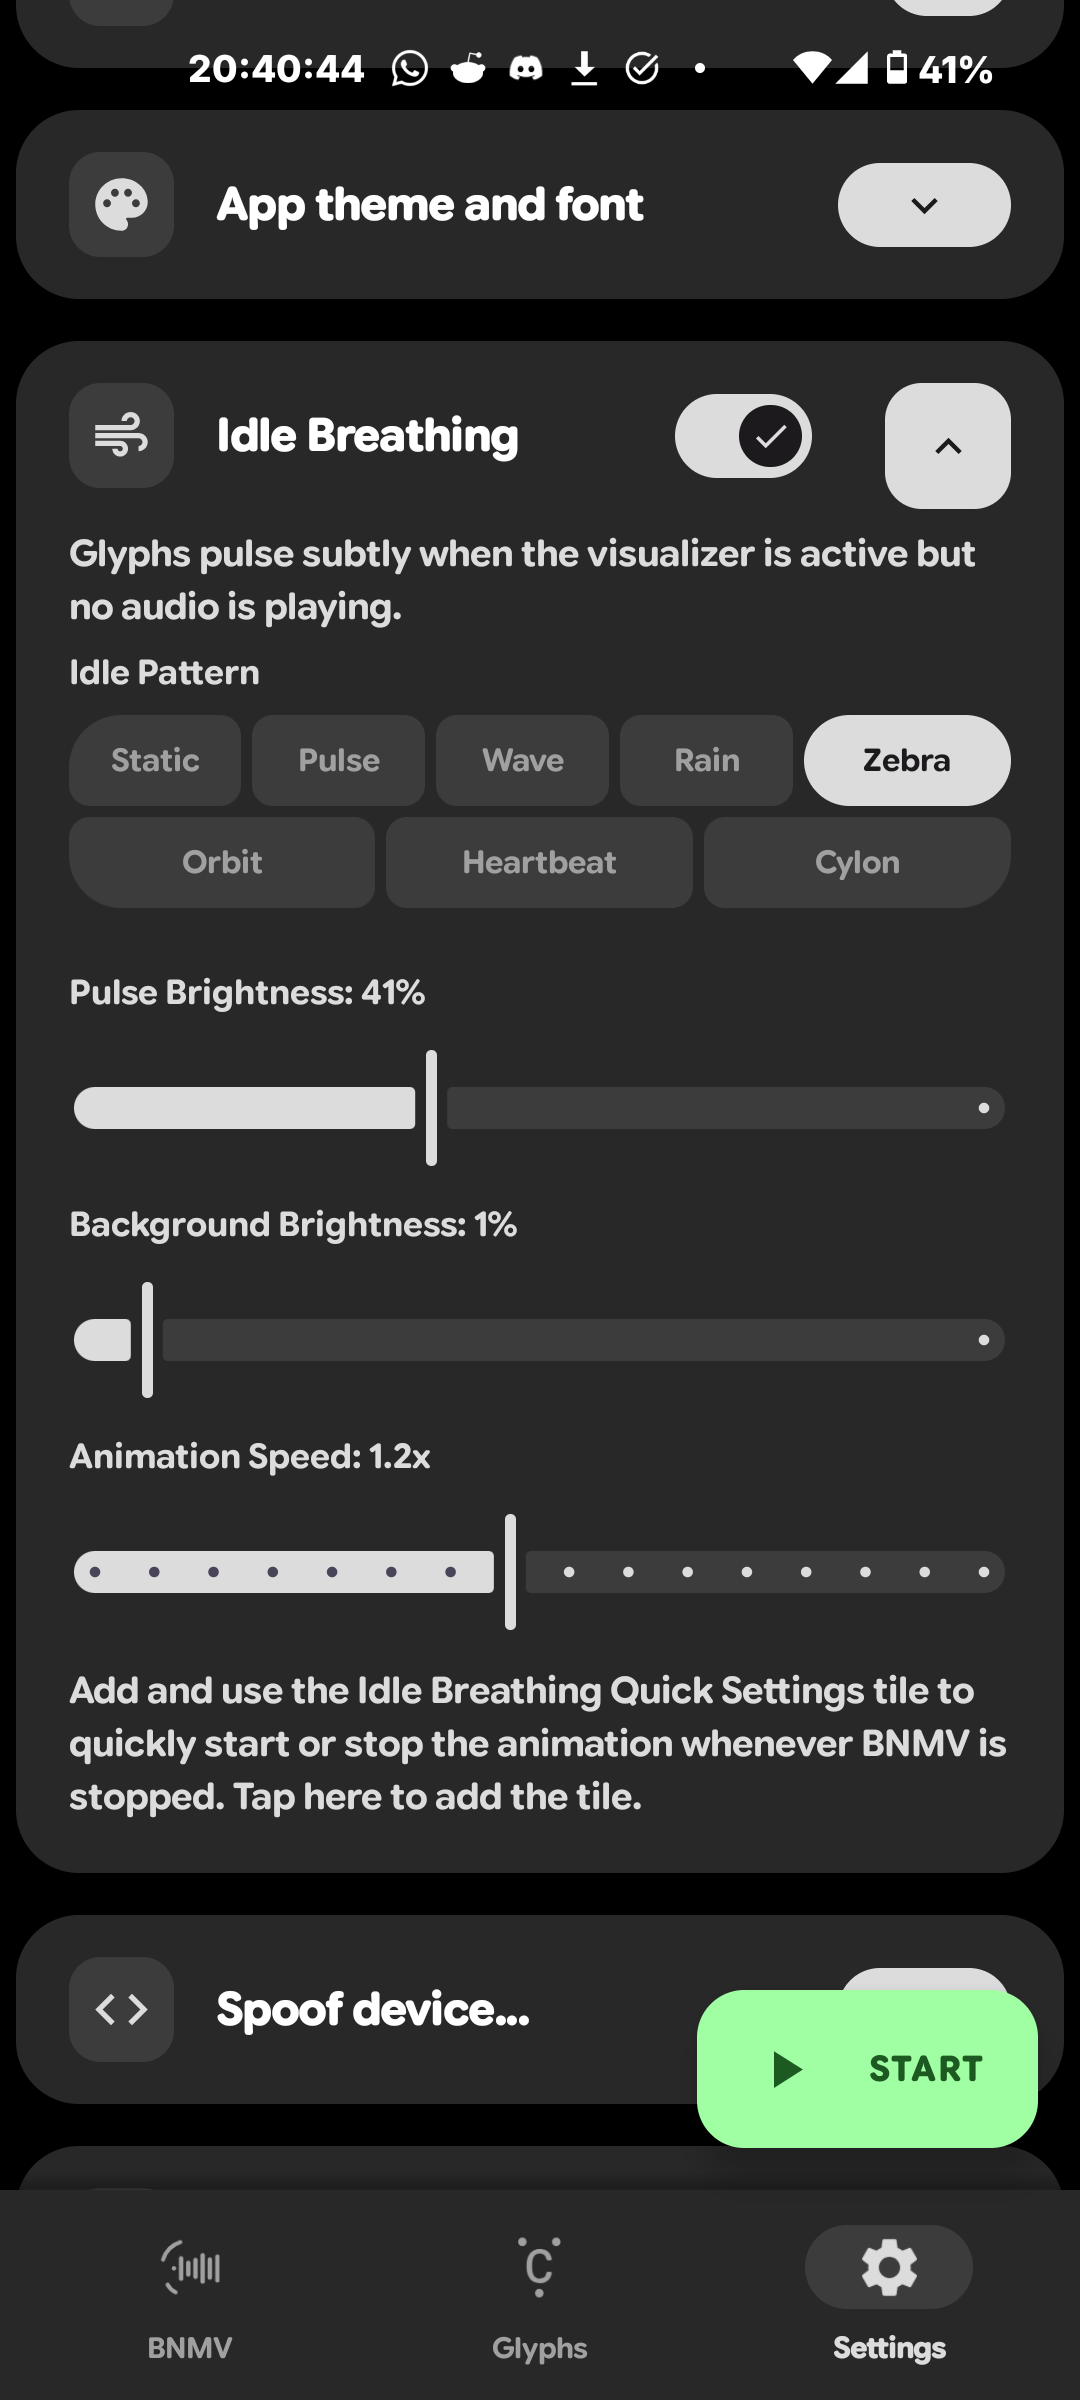 20:40:44
41%
App theme and font
Idle Breathing
Glyphs pulse subtly when the visualizer is active but
no audio is playing.
Idle Pattern
Static Pulse Wave Rain Zebra
Orbit Heartbeat Cylon
Pulse Brightness: 41%
Background Brightness: 1%
Animation Speed: 1.2x
Add and use the Idle Breathing Quick Settings tile to
quickly start or stop the animation whenever BNMV is
stopped. Tap here to add the tile.
Spoof device...
START
BNMV Glyphs Settings